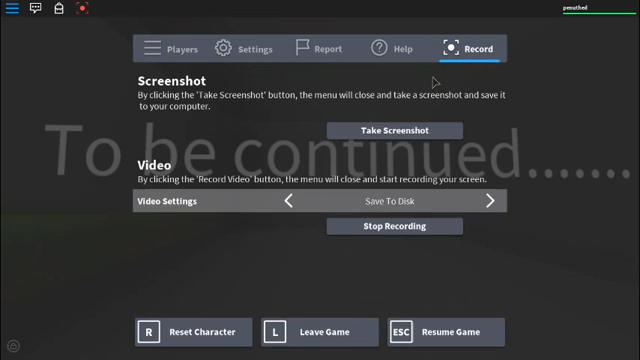 penuthed
Players Settings Report Help Record
Screenshot
By clicking the 'Take Screenshot' button, the menu will close and take a screenshot and save it
to your computer.
Take Screenshot
To be continued.......
Video
By clicking the 'Record Video' button, the menu will close and start recording your screen.
Video Settings Save To Disk
Stop Recording
R Reset Character L Leave Game ESC Resume Game